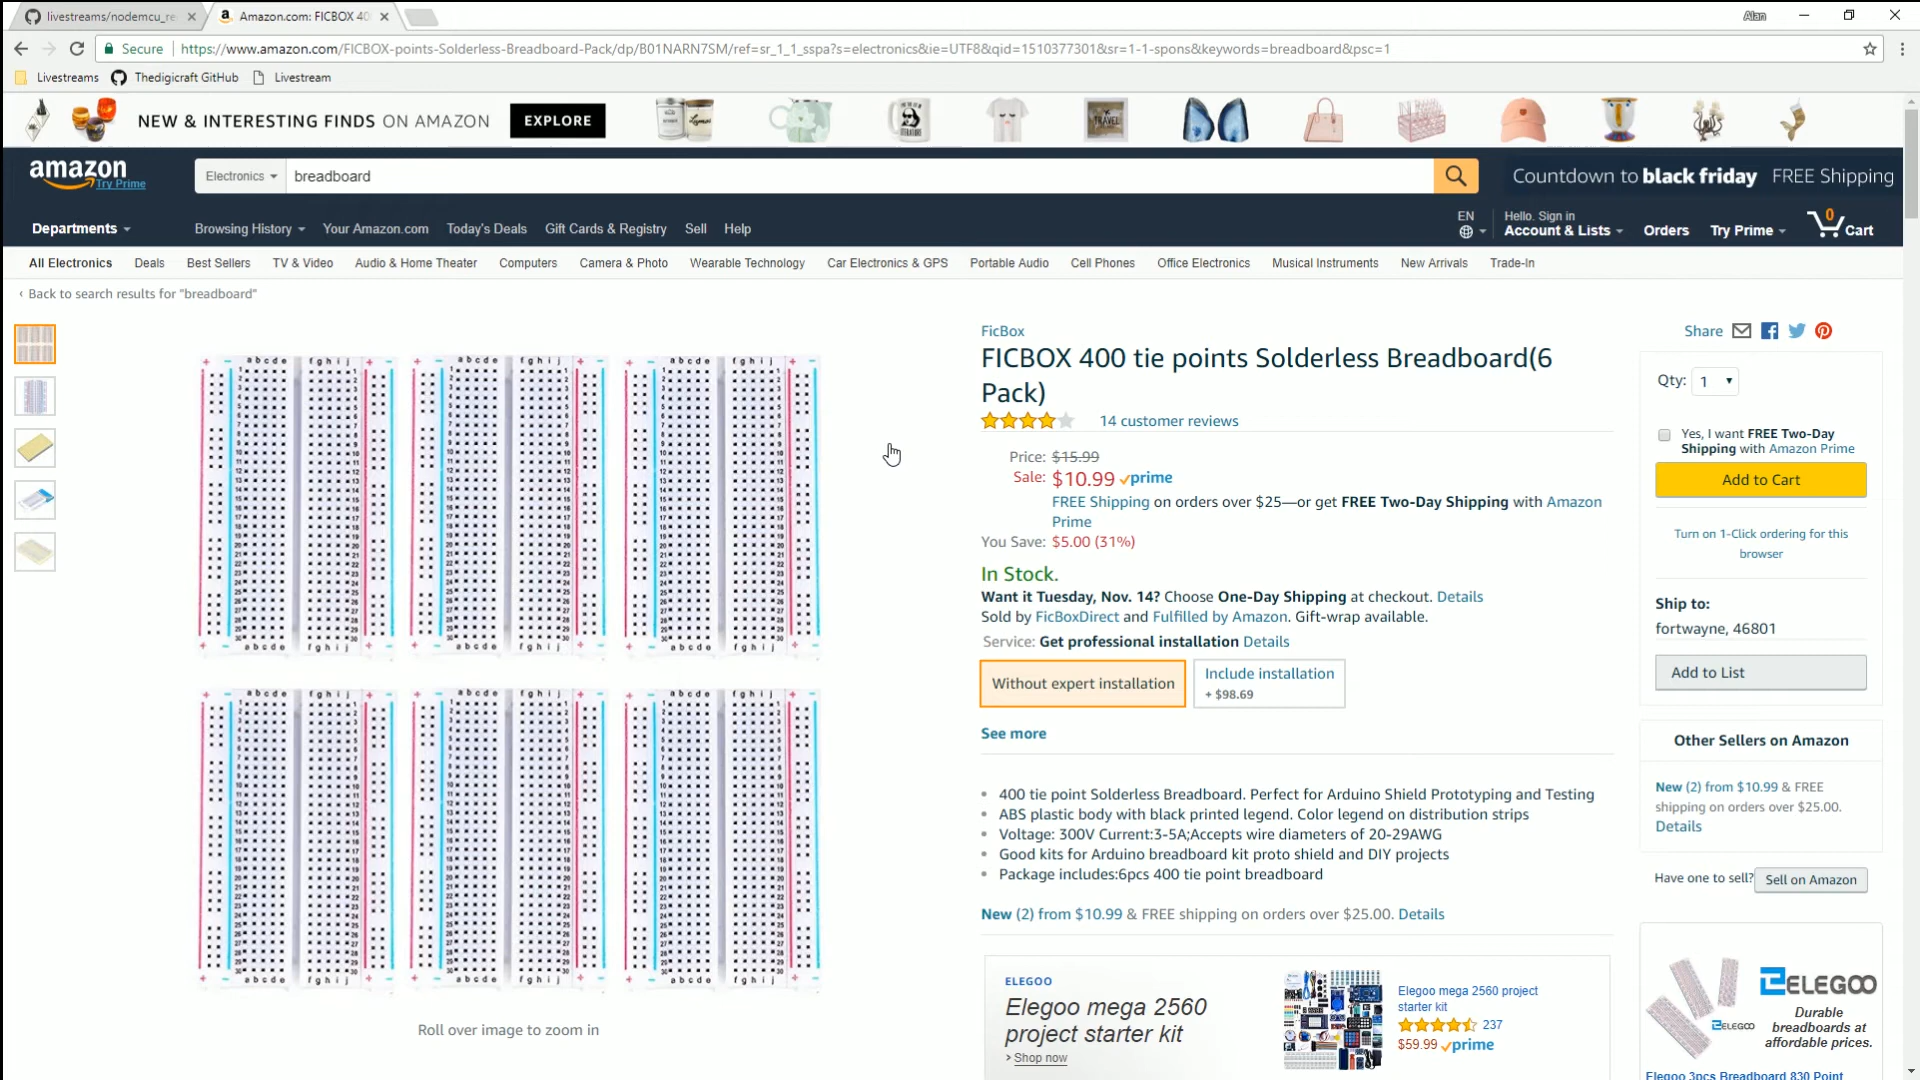 livestreams/nodemcu_re
Amazon.com: FICBOX 40
Alan
Secure
https://www.amazon.com/FICBOX-points-Solderless-Breadboard-Pack/dp/B01NARN7SM/ref=sr_1_1_sspa?s=electronics&ie=UTF8&qid=1510377301&sr=1-1-spons&keywords=breadboard&psc=1
Livestreams
Thedigicraft GitHub
Livestream
NEW & INTERESTING FINDS ON AMAZON
EXPLORE
amazon
Try Prime
Electronics
breadboard
Countdown to black friday FREE Shipping
Departments
Browsing History
Your Amazon.com
Today's Deals
Gift Cards & Registry
Sell
Help
EN
Hello. Sign in
Account & Lists
Orders
Try Prime
0
Cart
All Electronics
Deals
Best Sellers
TV & Video
Audio & Home Theater
Computers
Camera & Photo
Wearable Technology
Car Electronics & GPS
Portable Audio
Cell Phones
Office Electronics
Musical Instruments
New Arrivals
Trade-In
‹ Back to search results for "breadboard"
FicBox
FICBOX 400 tie points Solderless Breadboard(6
Pack)
14 customer reviews
Price: $15.99
Sale: $10.99 prime
FREE Shipping on orders over $25—or get FREE Two-Day Shipping with Amazon
Prime
You Save: $5.00 (31%)
In Stock.
Want it Tuesday, Nov. 14? Choose One-Day Shipping at checkout. Details
Sold by FicBoxDirect and Fulfilled by Amazon. Gift-wrap available.
Service: Get professional installation Details
Without expert installation
Include installation
+ $98.69
See more
400 tie point Solderless Breadboard. Perfect for Arduino Shield Prototyping and Testing
ABS plastic body with black printed legend. Color legend on distribution strips
Voltage: 300V Current:3-5A;Accepts wire diameters of 20-29AWG
Good kits for Arduino breadboard kit proto shield and DIY projects
Package includes:6pcs 400 tie point breadboard
New (2) from $10.99 & FREE shipping on orders over $25.00. Details
ELEGOO
Elegoo mega 2560
project starter kit
› Shop now
Elegoo mega 2560 project
starter kit
237
$59.99 prime
Roll over image to zoom in
Share
Qty: 1
Yes, I want FREE Two-Day
Shipping with Amazon Prime
Add to Cart
Turn on 1-Click ordering for this
browser
Ship to:
fortwayne, 46801
Add to List
Other Sellers on Amazon
New (2) from $10.99 & FREE
shipping on orders over $25.00.
Details
Have one to sell?
Sell on Amazon
ELEGOO
ELEGOO
Durable
breadboards at
affordable prices.
Elegoo 3pcs Breadboard 830 Point